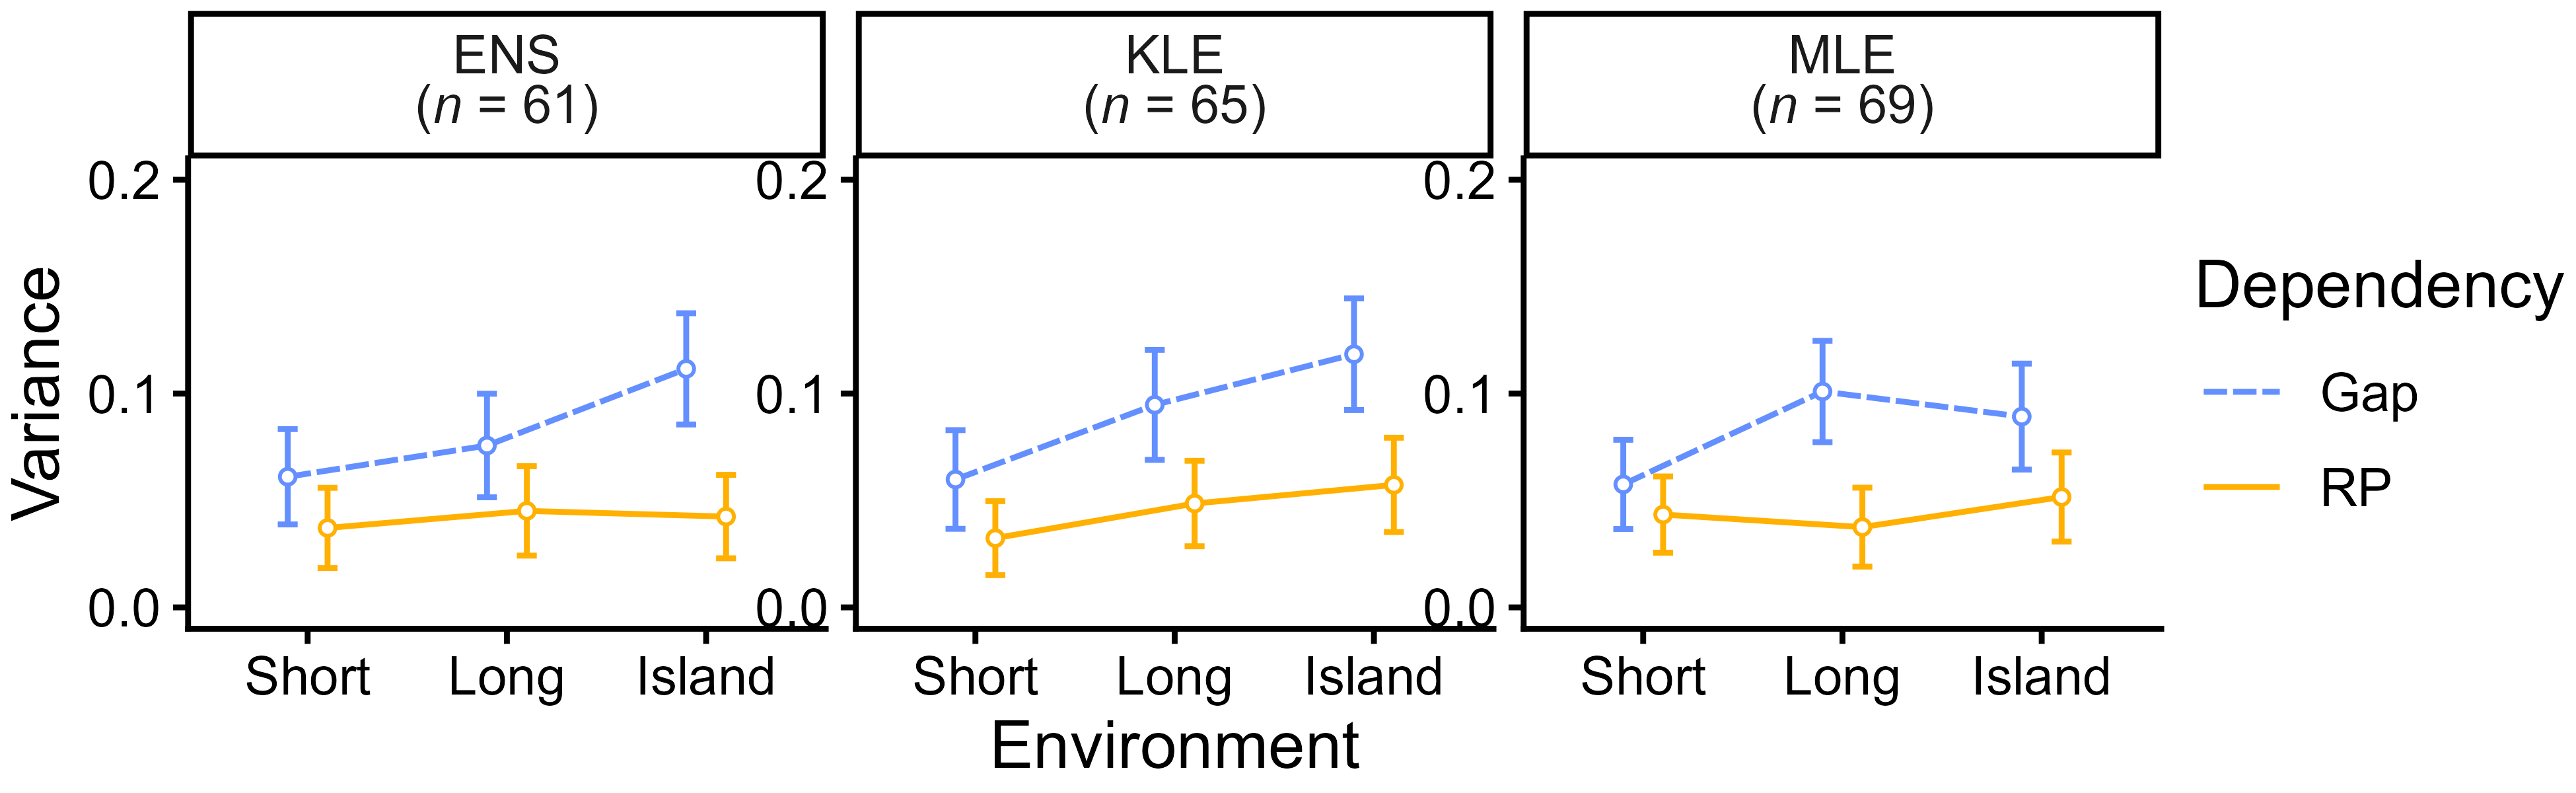 ENS
(n = 61)
KLE
(n = 65)
MLE
(n = 69)
Variance
0.2
0.1
0.0
0.2
0.1
0.0
0.2
0.1
0.0
Short Long Island
Short Long Island
Short Long Island
Environment
Dependency
Gap
RP